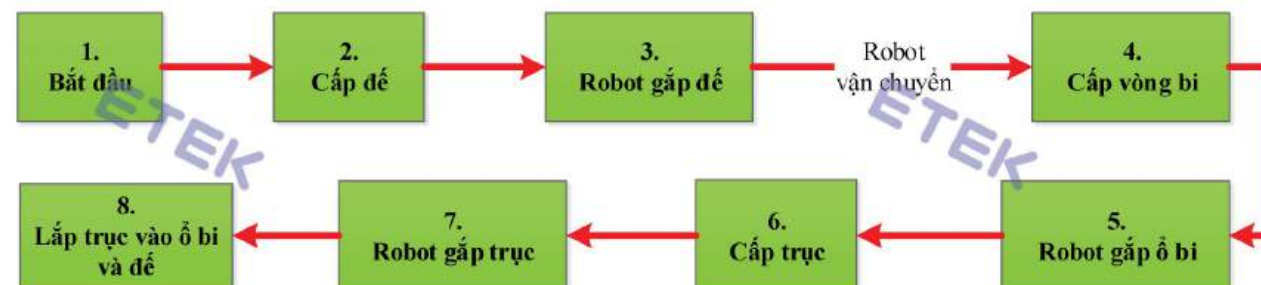 1.
Bắt đầu
2.
Cấp đế
3.
Robot gắp đế
Robot
vận chuyển
4.
Cấp vòng bi
5.
Robot gắp ổ bi
6.
Cấp trục
7.
Robot gắp trục
8.
Lắp trục vào ổ bi
và đế
ETEK
ETEK